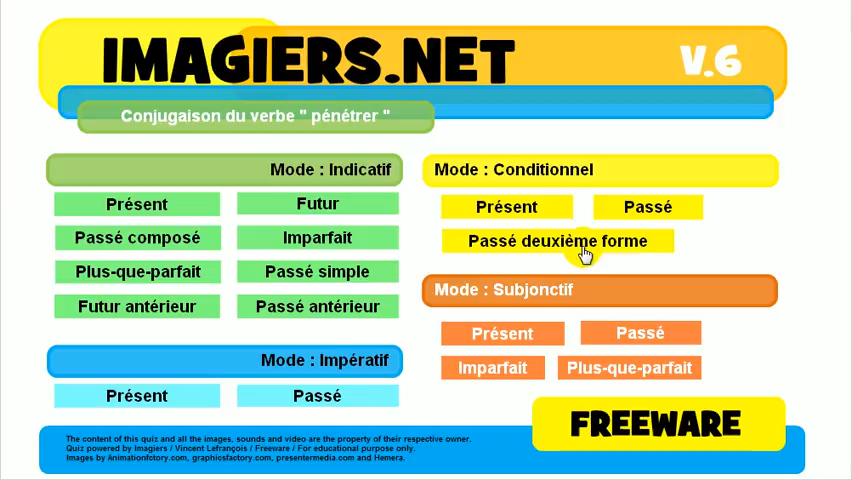 IMAGIERS.NET
V.6
Conjugaison du verbe " pénétrer "
Mode : Indicatif
Présent
Futur
Passé composé
Imparfait
Plus-que-parfait
Passé simple
Futur antérieur
Passé antérieur
Mode : Impératif
Présent
Passé
Mode : Conditionnel
Présent
Passé
Passé deuxième forme
Mode : Subjonctif
Présent
Passé
Imparfait
Plus-que-parfait
FREEWARE
The content of this quiz and all the images, sounds and video are the property of their respective owner.
Quiz powered by Imagiers / Vincent Lefrançois / Freeware / For educational purpose only.
Images by Animationfctory.com, graphicsfactory.com, presentermedia.com and Hemera.